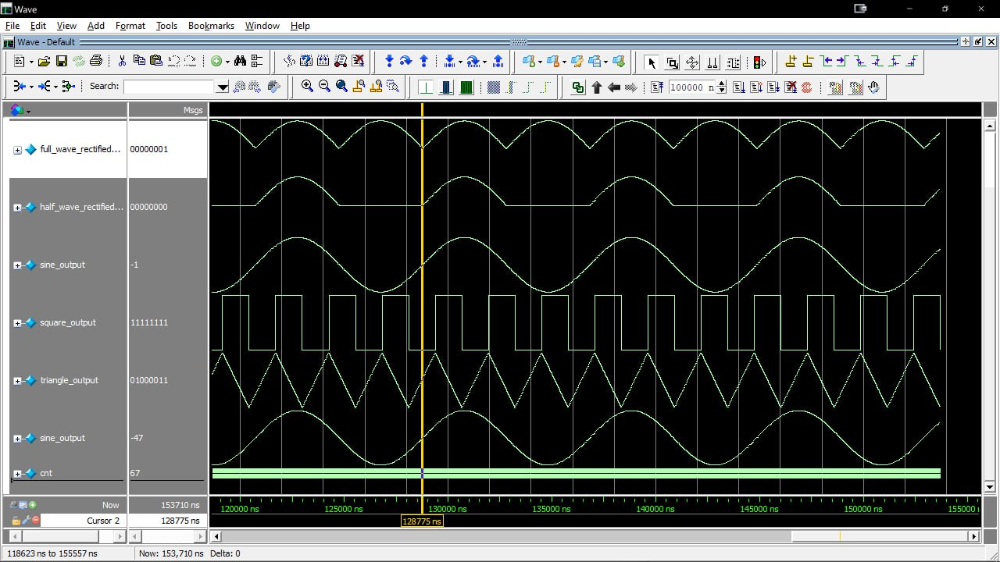 Wave
File Edit View Add Format Tools Bookmarks Window Help
Wave - Default
Search:
100000 n
Msgs
full_wave_rectified... 00000001
half_wave_rectified... 00000000
sine_output -1
square_output 11111111
triangle_output 01000011
sine_output -47
cnt 67
Now 153710 ns
120000 ns 125000 ns 130000 ns 135000 ns 140000 ns 145000 ns 150000 ns 155000
Cursor 2 128775 ns
128775 ns
118623 ns to 155557 ns Now: 153,710 ns Delta: 0